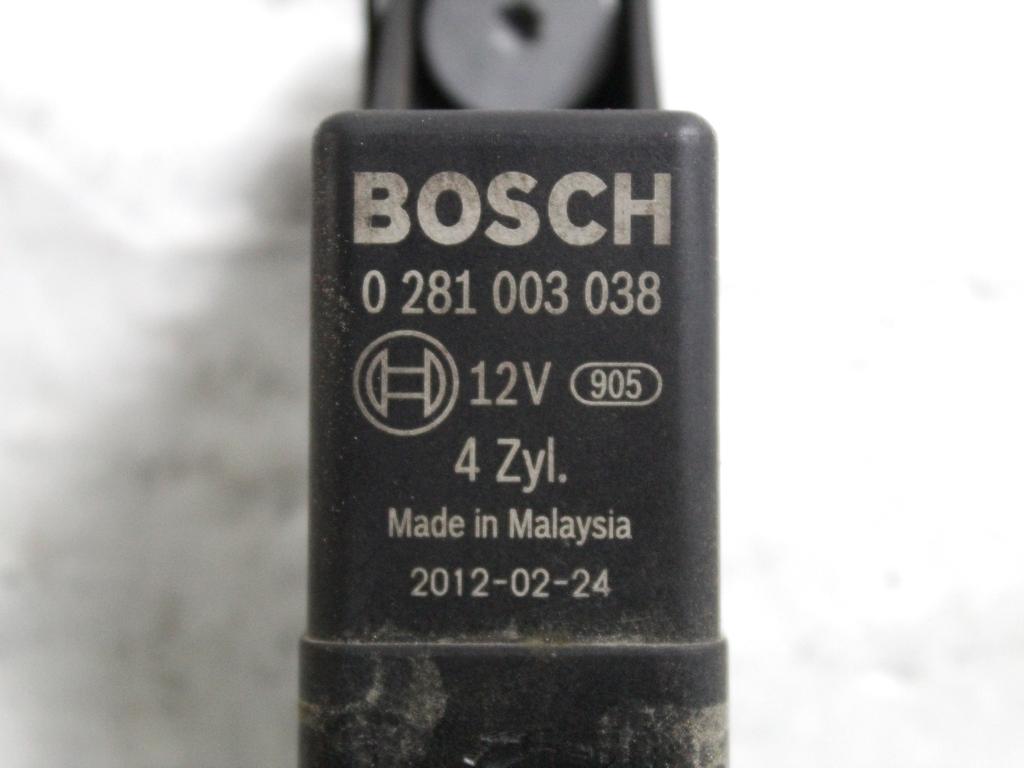 BOSCH
0 281 003 038
12V 905
4 Zyl.
Made in Malaysia
2012-02-24